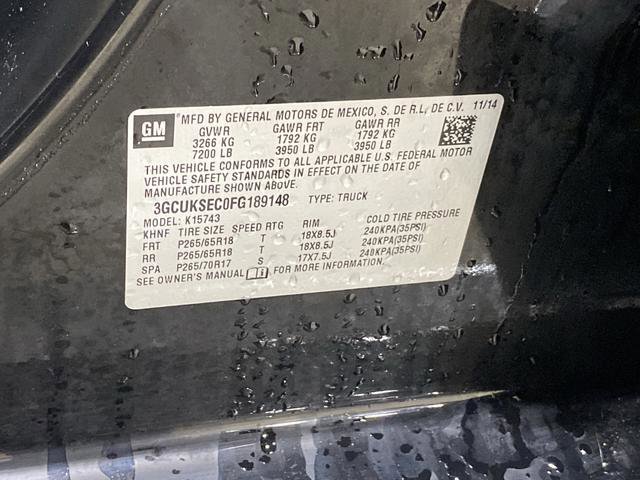 GM
®MFD BY GENERAL MOTORS DE MEXICO, S. DE R.L. DE C.V. 11/14
GVWR GAWR FRT GAWR RR
3266 KG 1792 KG 1792 KG
7200 LB 3950 LB 3950 LB
THIS VEHICLE CONFORMS TO ALL APPLICABLE U.S. FEDERAL MOTOR
VEHICLE SAFETY STANDARDS IN EFFECT ON THE DATE OF
MANUFACTURE SHOWN ABOVE.
3GCUKSEC0FG189148 TYPE: TRUCK
MODEL: K15743
KHNF TIRE SIZE SPEED RTG RIM COLD TIRE PRESSURE
FRT P265/65R18 T 18X8.5J 240KPA(35PSI)
RR P265/65R18 T 18X8.5J 240KPA(35PSI)
SPA P265/70R17 S 17X7.5J 240KPA(35PSI)
SEE OWNER'S MANUAL FOR MORE INFORMATION.